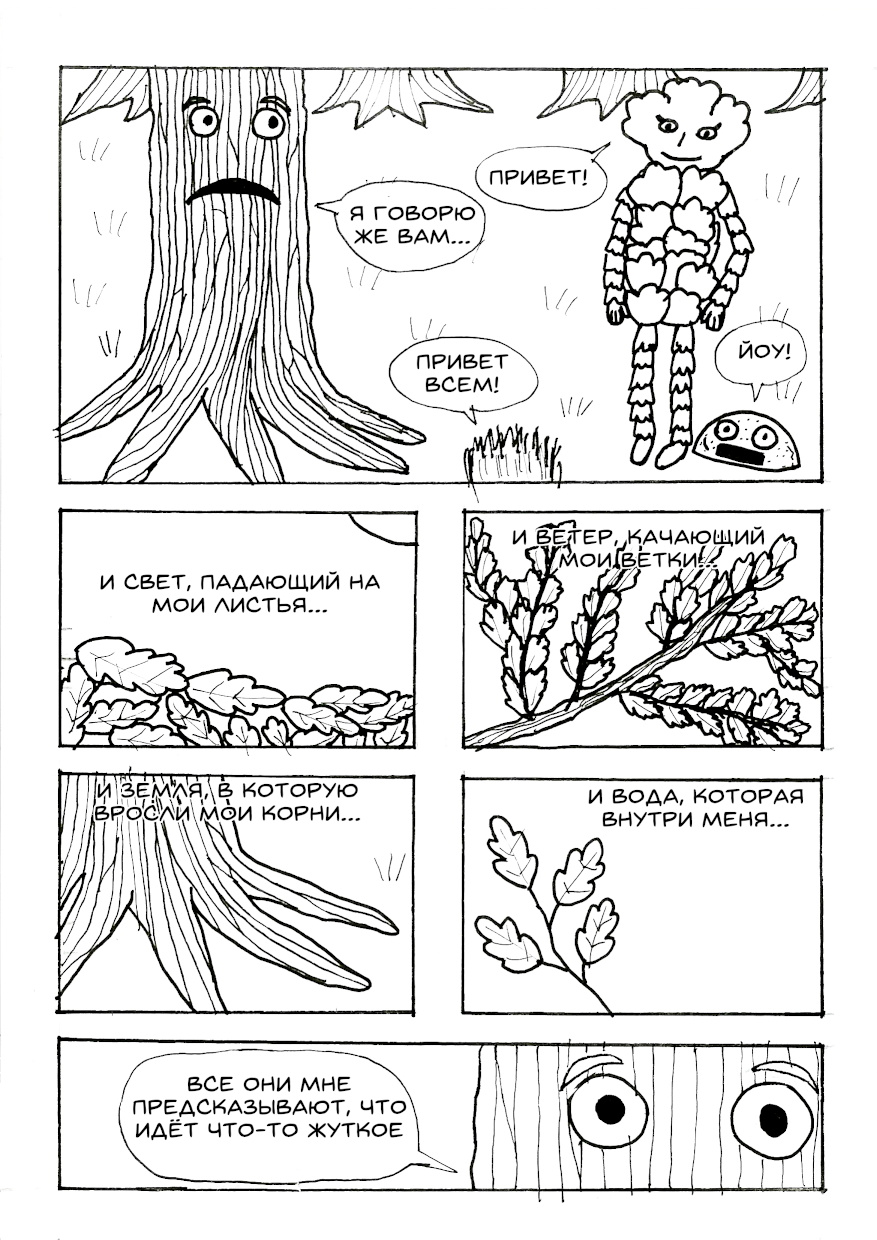 ПРИВЕТ!
Я ГОВОРЮ
ЖЕ ВАМ...
ПРИВЕТ
ВСЕМ!
ЙОУ!
И СВЕТ, ПАДАЮЩИЙ НА
МОИ ЛИСТЬЯ...
И ВЕТЕР, КАЧАЮЩИЙ
МОИ ВЕТКИ...
И ЗЕМЛЯ, В КОТОРУЮ
ВРОСЛИ МОИ КОРНИ...
И ВОДА, КОТОРАЯ
ВНУТРИ МЕНЯ...
ВСЕ ОНИ МНЕ
ПРЕДСКАЗЫВАЮТ, ЧТО
ИДЁТ ЧТО-ТО ЖУТКОЕ